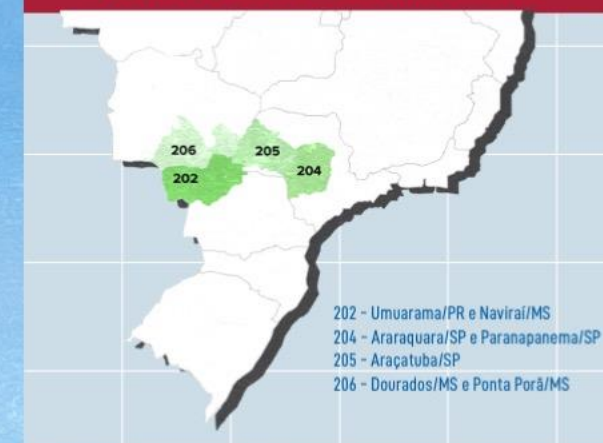 206
205
204
202
202 - Umuarama/PR e Naviraí/MS
204 - Araraquara/SP e Paranapanema/SP
205 - Araçatuba/SP
206 - Dourados/MS e Ponta Porã/MS